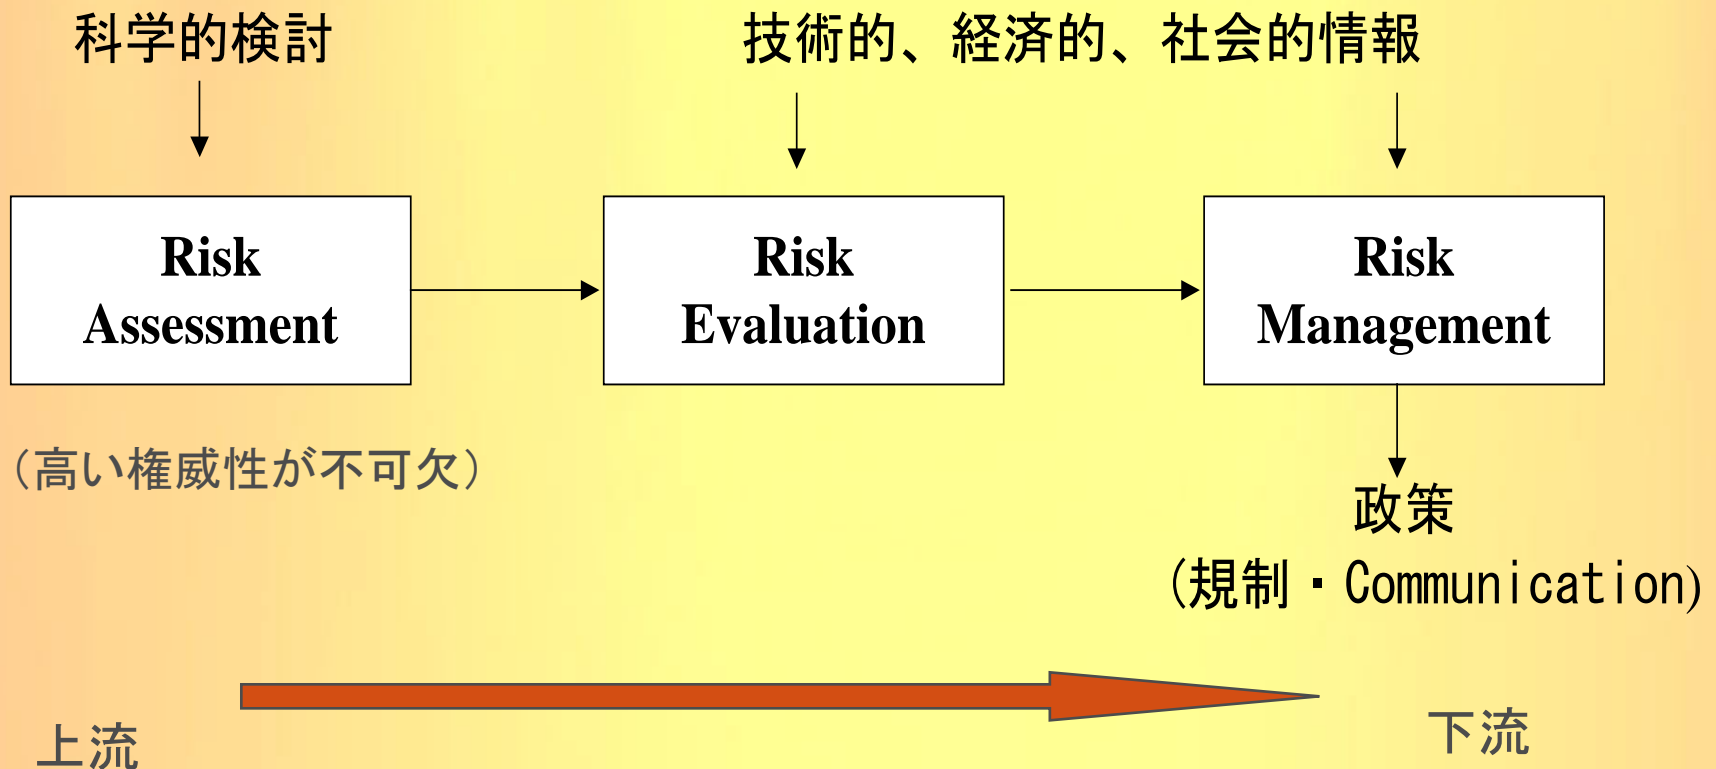 科学的検討
技術的、経済的、社会的情報
Risk
Assessment
Risk
Evaluation
Risk
Management
（高い権威性が不可欠）
政策
(規制・Communication)
上流
下流